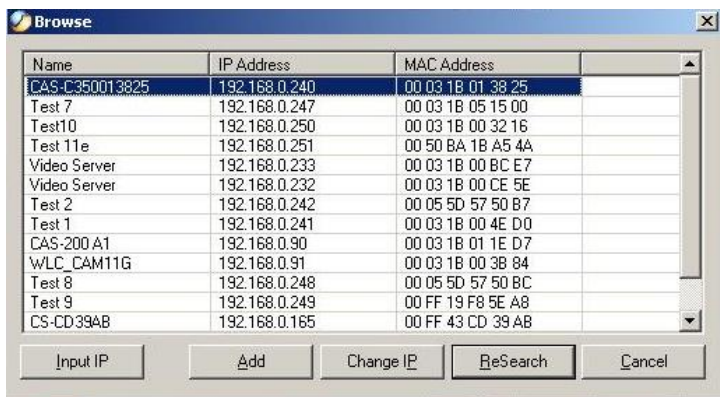 Browse
Name IP Address MAC Address
CAS-C350013825 192.168.0.240 00 03 1B 01 38 25
Test 7 192.168.0.247 00 03 1B 05 15 00
Test10 192.168.0.250 00 03 1B 00 32 16
Test 11e 192.168.0.251 00 50 BA 1B A5 4A
Video Server 192.168.0.233 00 03 1B 00 BC E7
Video Server 192.168.0.232 00 03 1B 00 CE 5E
Test 2 192.168.0.242 00 05 5D 57 50 B7
Test 1 192.168.0.241 00 03 1B 00 4E D0
CAS-200 A1 192.168.0.90 00 03 1B 01 1E D7
WLC_CAM11G 192.168.0.91 00 03 1B 00 3B 84
Test 8 192.168.0.248 00 05 5D 57 50 BC
Test 9 192.168.0.249 00 FF 19 F8 5E A8
CS-CD39AB 192.168.0.165 00 FF 43 CD 39 AB
Input IP Add Change IP ReSearch Cancel